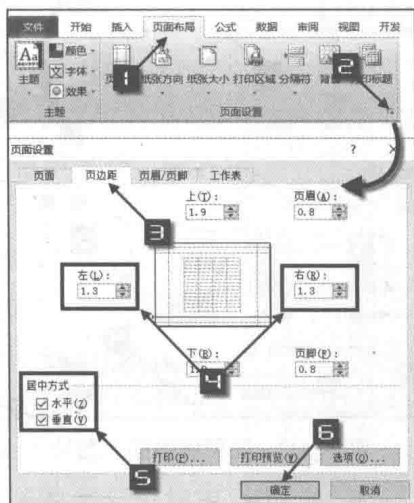 文件 开始 插入 页面布局 公式 数据 审阅 视图 开发
颜色
字体
效果
主题 纸张方向 纸张大小 打印区域 分隔符 打印标题
主题 页面设置
1
2
页面设置 ? ×
页面 页边距 页眉/页脚 工作表
3
上(T): 页眉(A):
1.9 0.8
左(L): 右(R):
1.3 1.3
下(B): 页脚(F):
0.8
4
居中方式
水平(Z)
垂直(V)
5
6
打印(P)... 打印预览(W) 选项(O)...
确定 取消